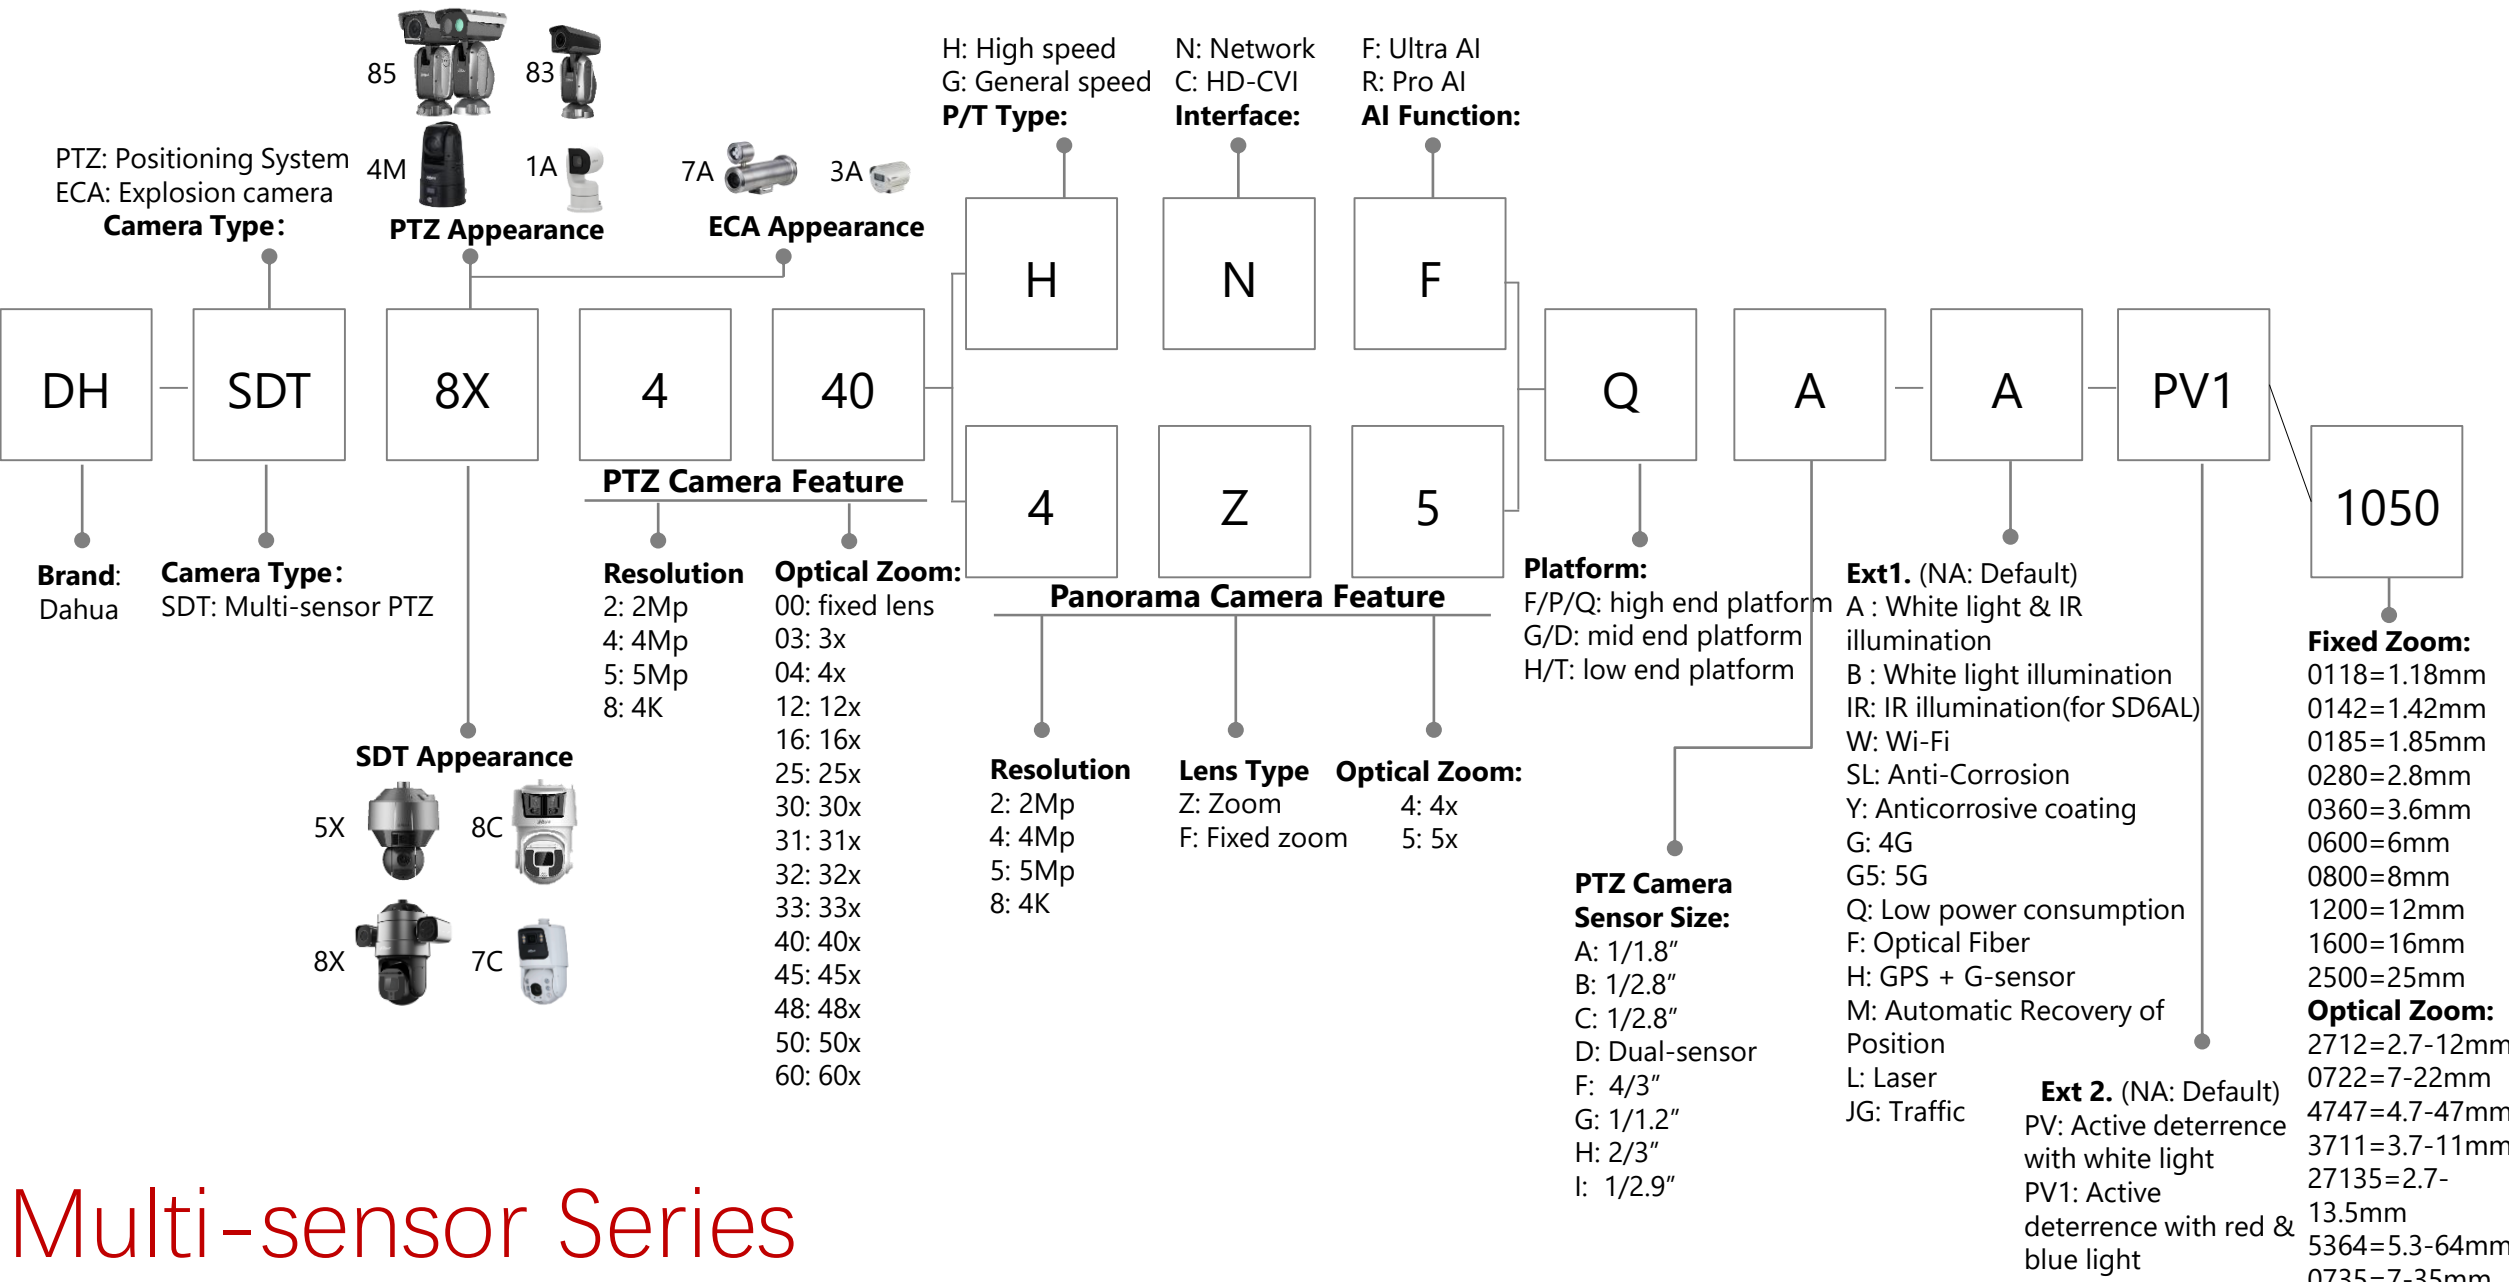 85
83
4M
1A
PTZ Appearance
7A
3A
ECA Appearance
PTZ: Positioning System
ECA: Explosion camera
Camera Type:
H: High speed
G: General speed
P/T Type:
N: Network
C: HD-CVI
Interface:
F: Ultra AI
R: Pro AI
AI Function:
H
N
F
DH
SDT
8X
4
40
Q
A
A
PV1
4
Z
5
1050
Brand:
Dahua
Camera Type:
SDT: Multi-sensor PTZ
SDT Appearance
5X
8C
8X
7C
PTZ Camera Feature
Resolution
2: 2Mp
4: 4Mp
5: 5Mp
8: 4K
Optical Zoom:
00: fixed lens
03: 3x
04: 4x
12: 12x
16: 16x
25: 25x
30: 30x
31: 31x
32: 32x
33: 33x
40: 40x
45: 45x
48: 48x
50: 50x
60: 60x
Panorama Camera Feature
Resolution
2: 2Mp
4: 4Mp
5: 5Mp
8: 4K
Lens Type
Z: Zoom
F: Fixed zoom
Optical Zoom:
4: 4x
5: 5x
Platform:
F/P/Q: high end platform
G/D: mid end platform
H/T: low end platform
PTZ Camera
Sensor Size:
A: 1/1.8″
B: 1/2.8″
C: 1/2.8″
D: Dual-sensor
F: 4/3″
G: 1/1.2″
H: 2/3″
I: 1/2.9″
Ext1. (NA: Default)
A : White light & IR
illumination
B : White light illumination
IR: IR illumination(for SD6AL)
W: Wi-Fi
SL: Anti-Corrosion
Y: Anticorrosive coating
G: 4G
G5: 5G
Q: Low power consumption
F: Optical Fiber
H: GPS + G-sensor
M: Automatic Recovery of
Position
L: Laser
JG: Traffic
Ext 2. (NA: Default)
PV: Active deterrence
with white light
PV1: Active
deterrence with red &
blue light
Fixed Zoom:
0118=1.18mm
0142=1.42mm
0185=1.85mm
0280=2.8mm
0360=3.6mm
0600=6mm
0800=8mm
1200=12mm
1600=16mm
2500=25mm
Optical Zoom:
2712=2.7-12mm
0722=7-22mm
4747=4.7-47mm
3711=3.7-11mm
27135=2.7-
13.5mm
5364=5.3-64mm
0735=7-35mm
Multi-sensor Series